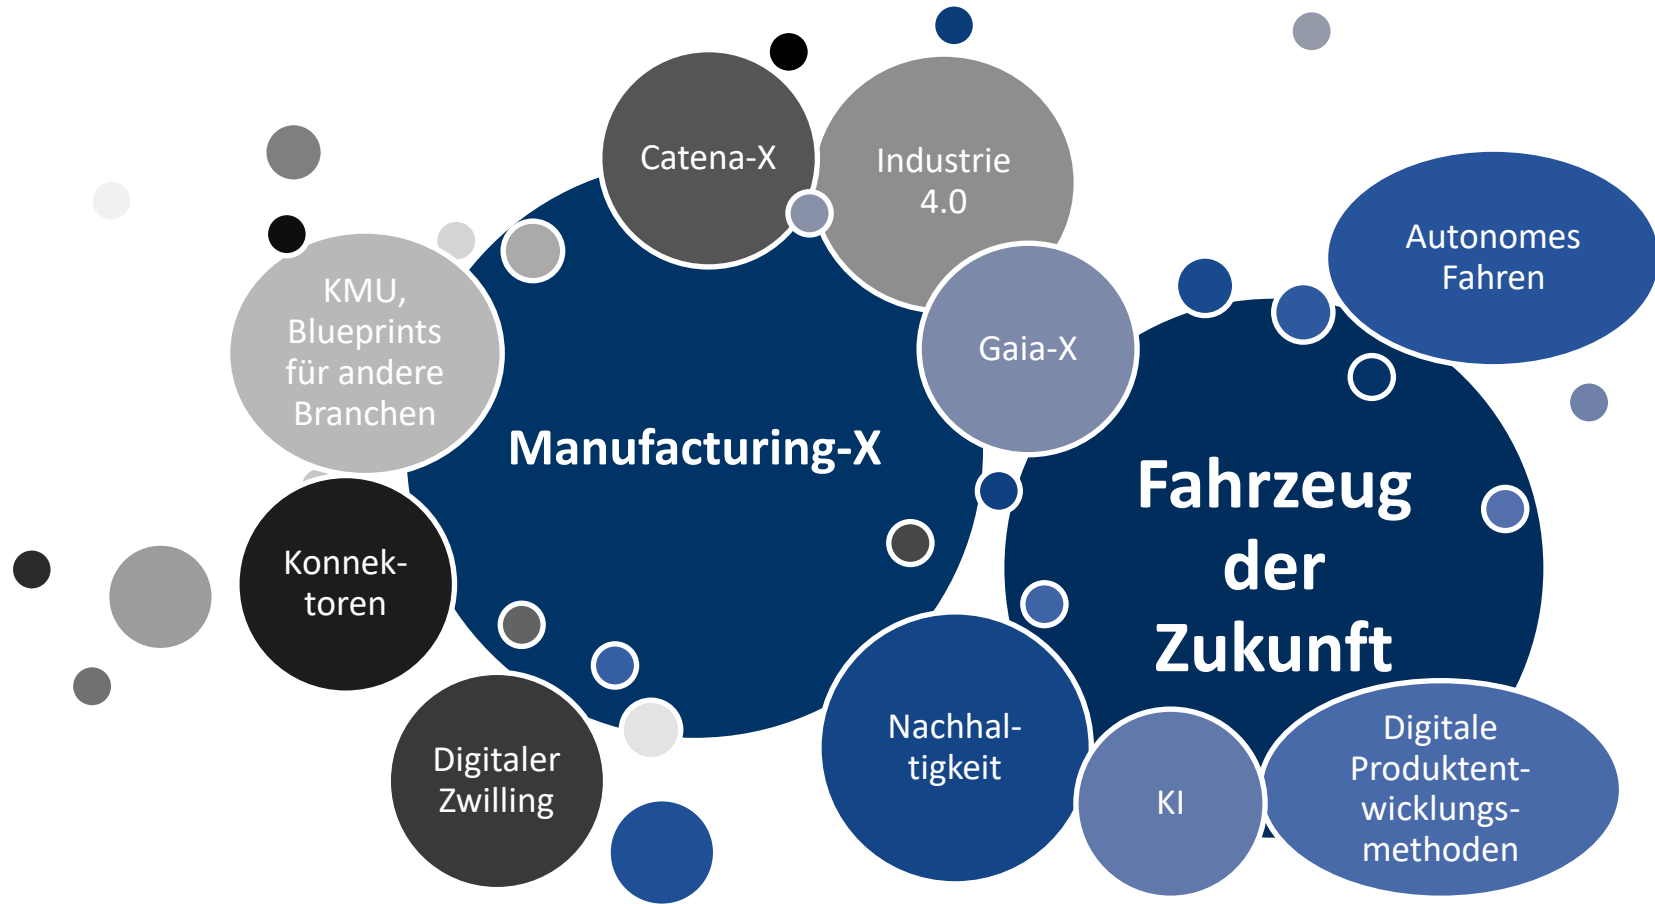 Catena-X
Industrie
4.0
Autonomes
Fahren
KMU,
Blueprints
für andere
Branchen
Gaia-X
Manufacturing-X
Fahrzeug
der
Zukunft
Konnek-
toren
Digitaler
Zwilling
Nachhal-
tigkeit
KI
Digitale
Produktent-
wicklungs-
methoden